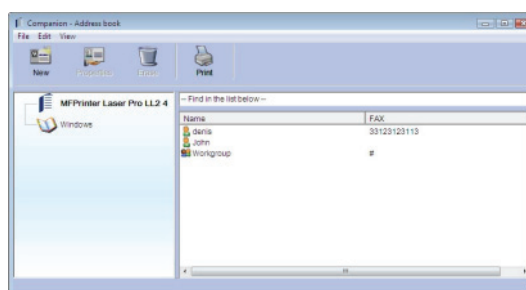 Companion - Address book
File Edit View
New Properties Erase Print
MFPrinter Laser Pro LL2 4
Windows
-- Find in the list below --
Name FAX
denis 33123123113
John
Workgroup #